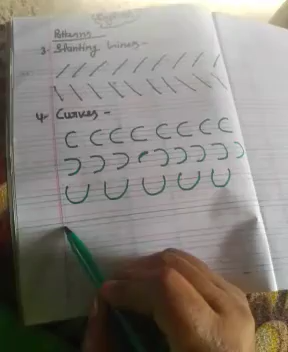 Patterns
3- Slanting lines-
4- Curves -